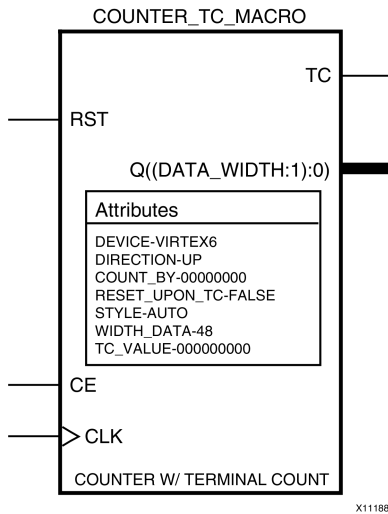 COUNTER_TC_MACRO
TC
RST
Q((DATA_WIDTH:1):0)
Attributes
DEVICE-VIRTEX6
DIRECTION-UP
COUNT_BY-00000000
RESET_UPON_TC-FALSE
STYLE-AUTO
WIDTH_DATA-48
TC_VALUE-000000000
CE
CLK
COUNTER W/ TERMINAL COUNT
X11188